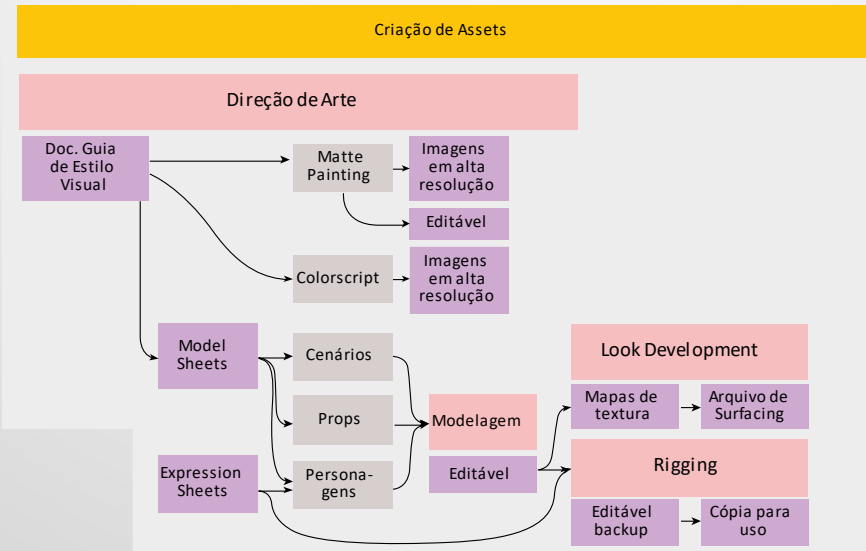 Criação de Assets
Direção de Arte
Doc. Guia
de Estilo
Visual
Matte
Painting
Imagens
em alta
resolução
Editável
Colorscript
Imagens
em alta
resolução
Model
Sheets
Cenários
Props
Expression
Sheets
Persona-
gens
Modelagem
Editável
Look Development
Mapas de
textura
Arquivo de
Surfacing
Rigging
Editável
backup
Cópia para
uso